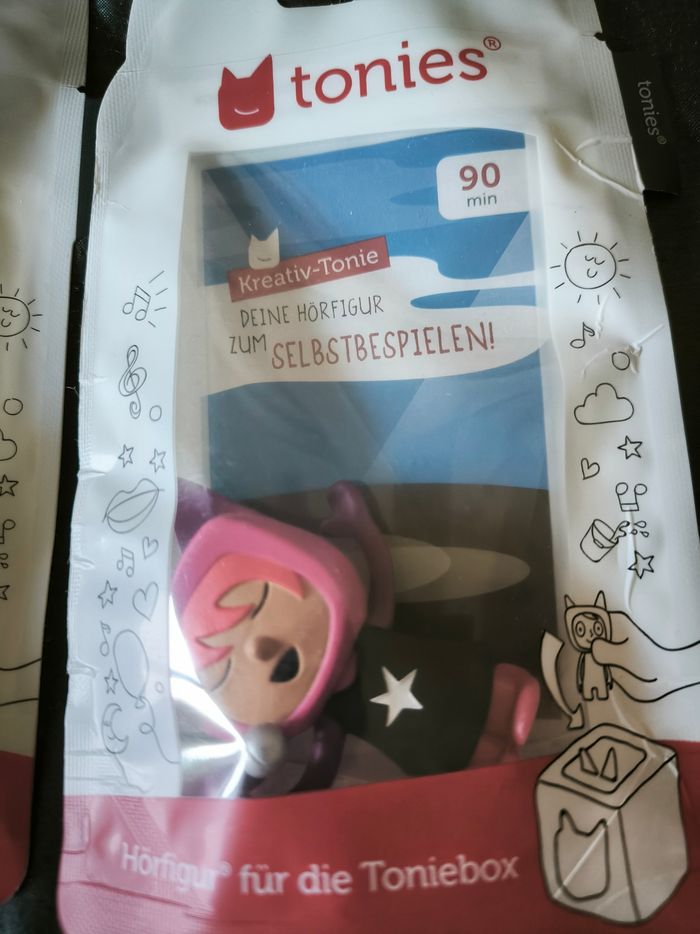 tonies®
tonies®
90
min
Kreativ-Tonie
DEINE HÖRFIGUR
ZUM SELBSTBESPIELEN!
Hörfigur® für die Toniebox